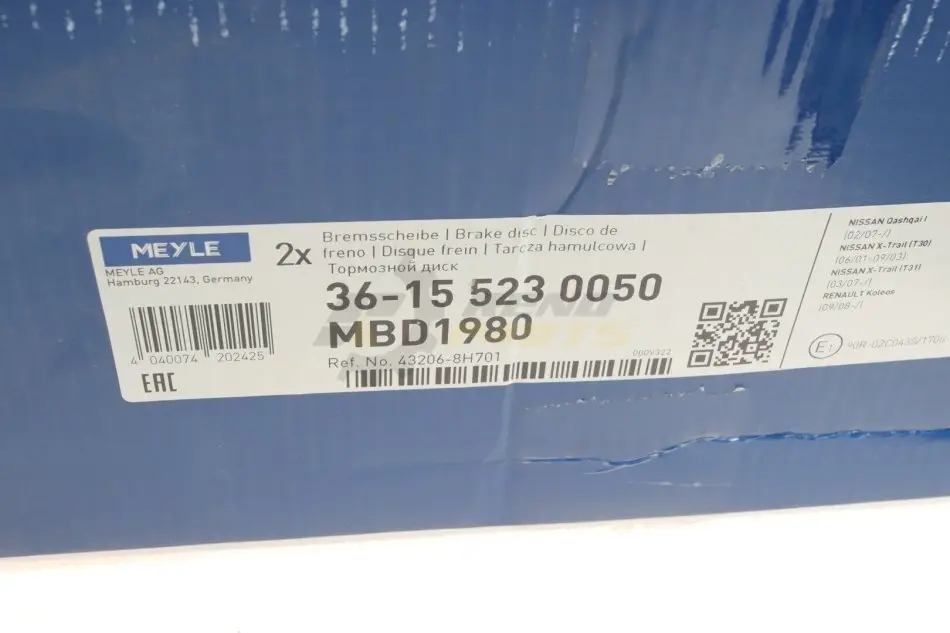 MEYLE
MEYLE AG
Hamburg 22143, Germany
4 040074 202425
EAC
2x
Bremsscheibe | Brake disc | Disco de
freno | Disque frein | Tarcza hamulcowa |
Тормозной диск
36-15 523 0050
MBD1980
Ref. No. 43206-8H701
0009322
NISSAN Qashqai I
(02/07-/)
NISSAN X-Trail (T30)
(06/01-09/03)
NISSAN X-Trail (T31)
(03/07-/)
RENAULT Koleos
(09/08-/)
E1